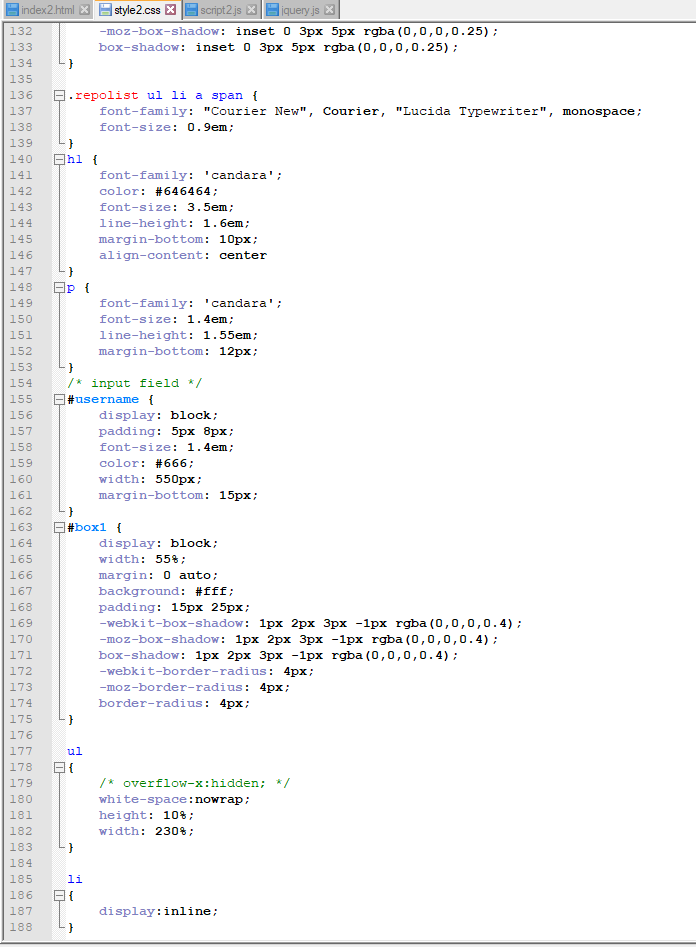 index2.html style2.css script2.js jquery.js
132 -moz-box-shadow: inset 0 3px 5px rgba(0,0,0,0.25);
133 box-shadow: inset 0 3px 5px rgba(0,0,0,0.25);
134 }
135
136 .repolist ul li a span {
137 font-family: "Courier New", Courier, "Lucida Typewriter", monospace;
138 font-size: 0.9em;
139 }
140 h1 {
141 font-family: 'candara';
142 color: #646464;
143 font-size: 3.5em;
144 line-height: 1.6em;
145 margin-bottom: 10px;
146 align-content: center
147 }
148 p {
149 font-family: 'candara';
150 font-size: 1.4em;
151 line-height: 1.55em;
152 margin-bottom: 12px;
153 }
154 /* input field */
155 #username {
156 display: block;
157 padding: 5px 8px;
158 font-size: 1.4em;
159 color: #666;
160 width: 550px;
161 margin-bottom: 15px;
162 }
163 #box1 {
164 display: block;
165 width: 55%;
166 margin: 0 auto;
167 background: #fff;
168 padding: 15px 25px;
169 -webkit-box-shadow: 1px 2px 3px -1px rgba(0,0,0,0.4);
170 -moz-box-shadow: 1px 2px 3px -1px rgba(0,0,0,0.4);
171 box-shadow: 1px 2px 3px -1px rgba(0,0,0,0.4);
172 -webkit-border-radius: 4px;
173 -moz-border-radius: 4px;
174 border-radius: 4px;
175 }
176
177 ul
178 {
179 /* overflow-x:hidden; */
180 white-space:nowrap;
181 height: 10%;
182 width: 230%;
183 }
184
185 li
186 {
187 display:inline;
188 }